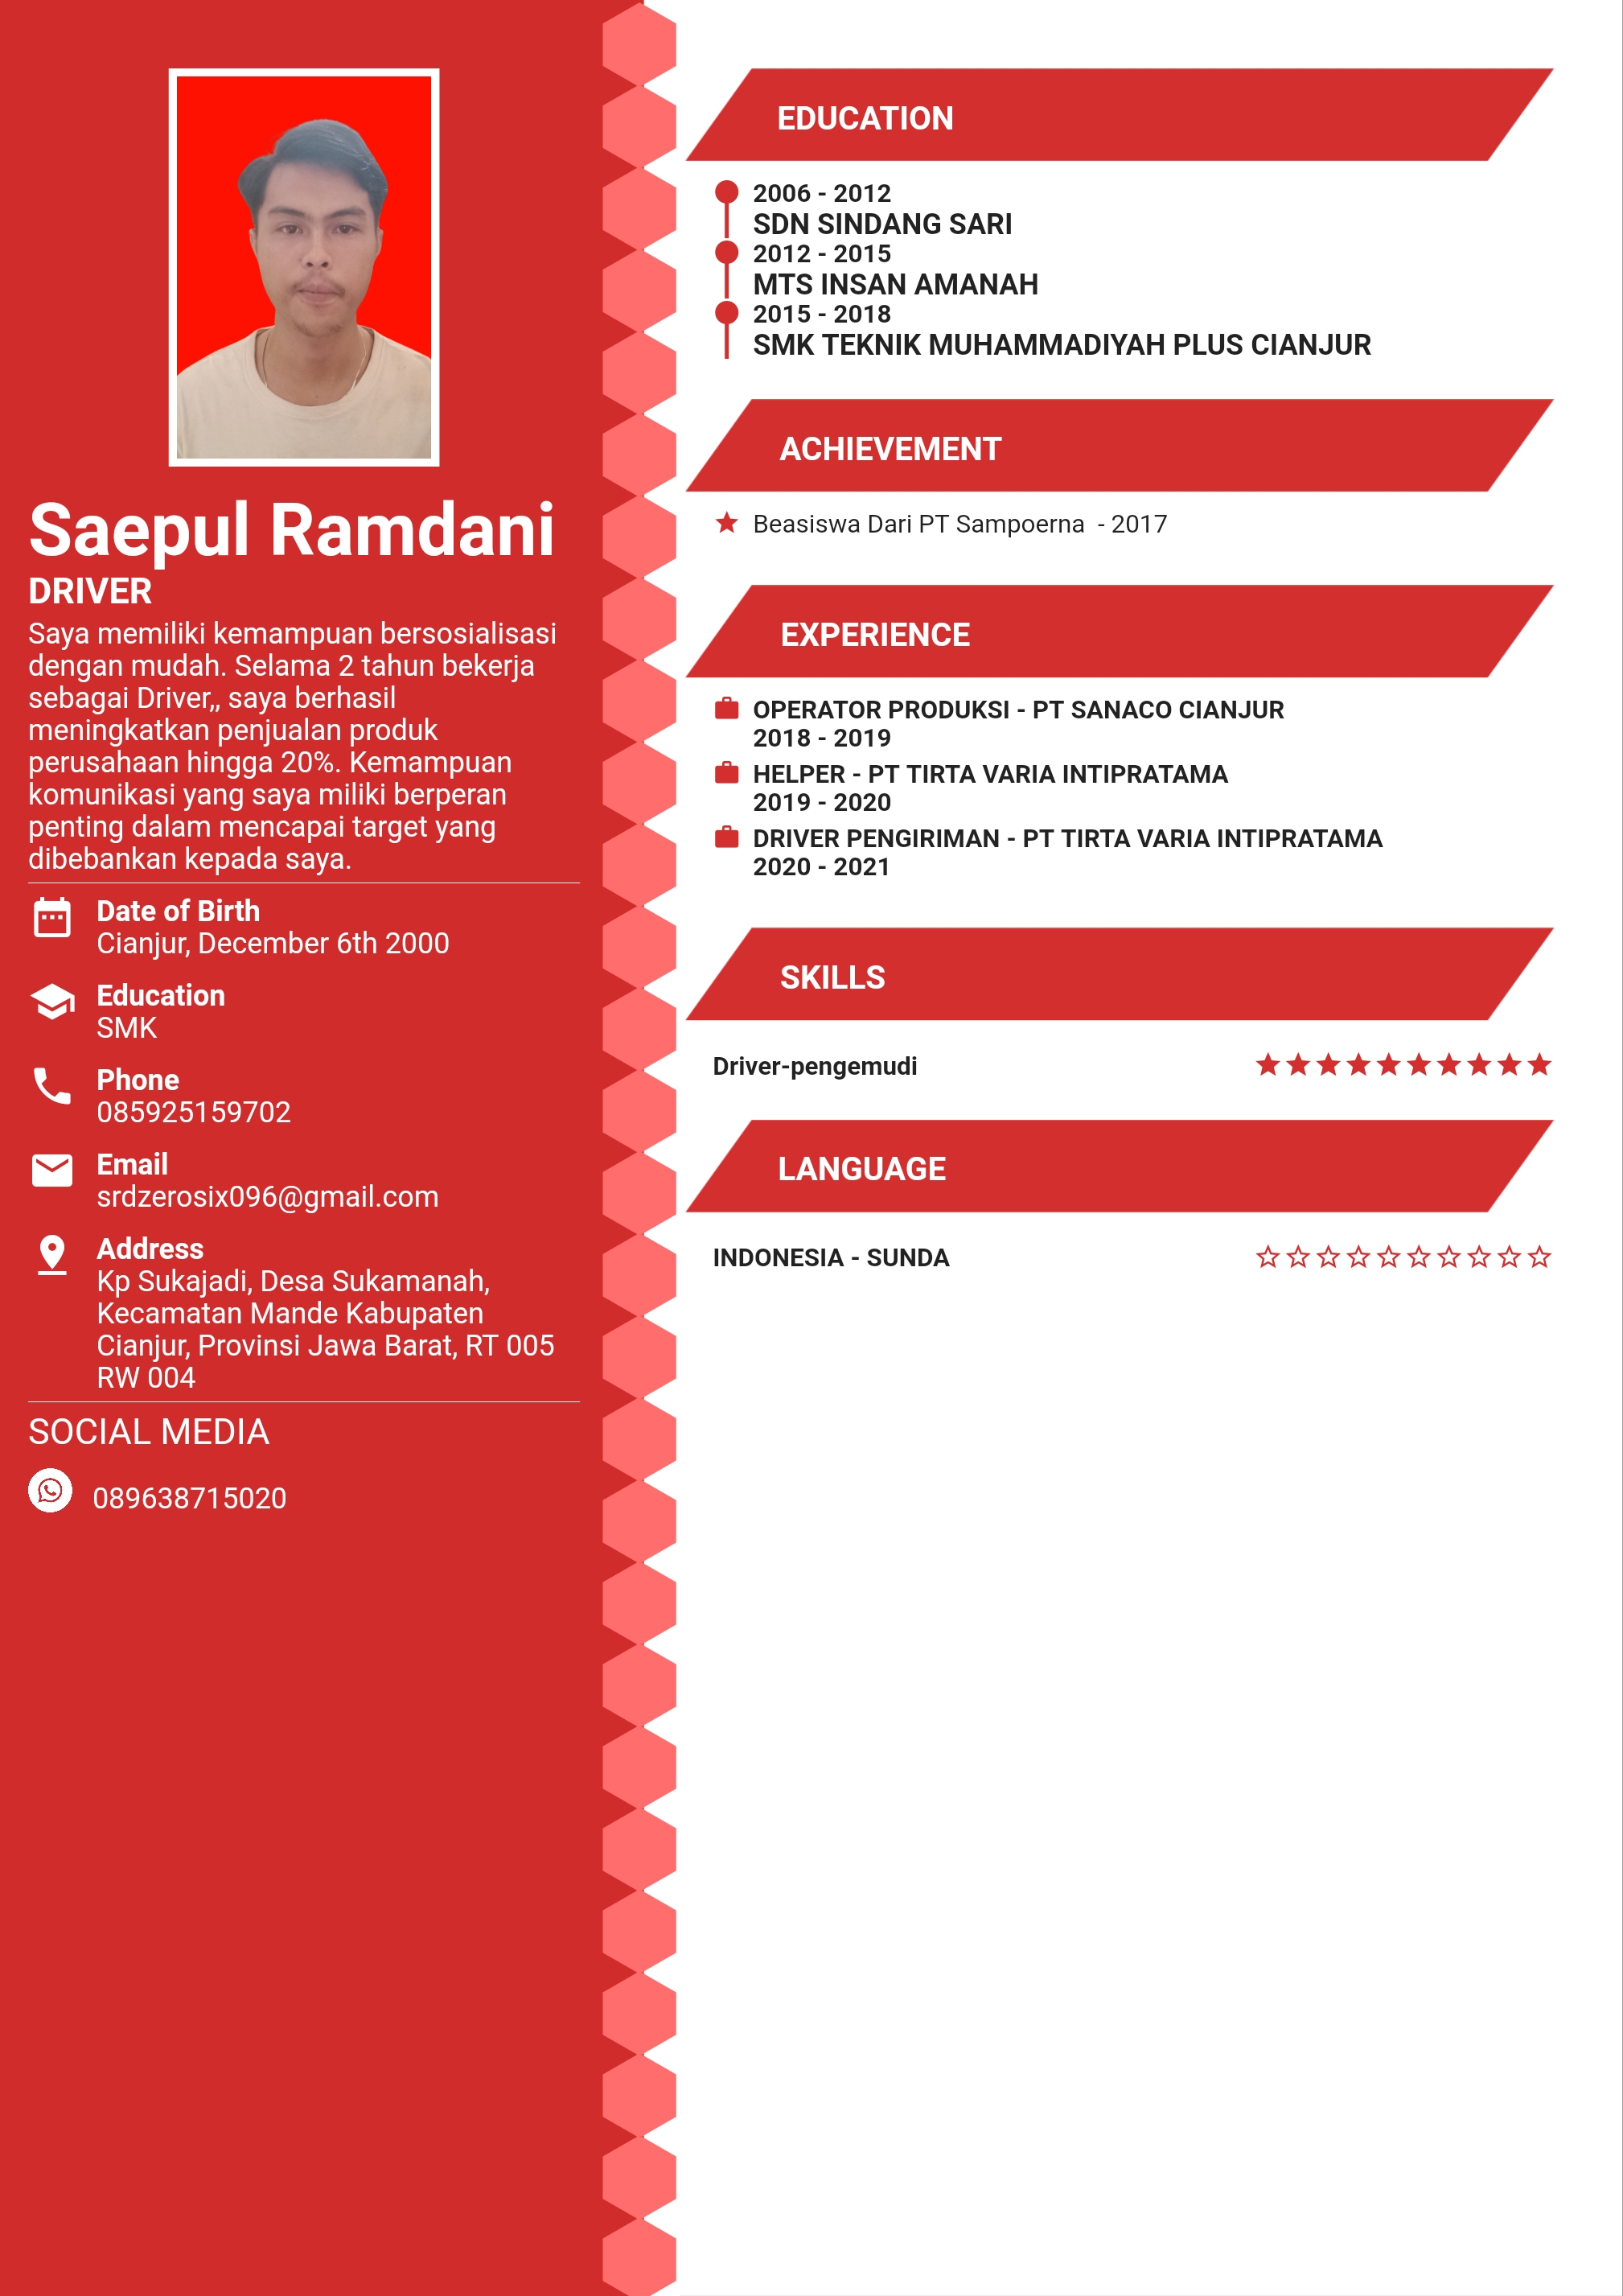 Saepul Ramdani
DRIVER
Saya memiliki kemampuan bersosialisasi
dengan mudah. Selama 2 tahun bekerja
sebagai Driver,, saya berhasil
meningkatkan penjualan produk
perusahaan hingga 20%. Kemampuan
komunikasi yang saya miliki berperan
penting dalam mencapai target yang
dibebankan kepada saya.
Date of Birth
Cianjur, December 6th 2000
Education
SMK
Phone
085925159702
Email
srdzerosix096@gmail.com
Address
Kp Sukajadi, Desa Sukamanah,
Kecamatan Mande Kabupaten
Cianjur, Provinsi Jawa Barat, RT 005
RW 004
SOCIAL MEDIA
089638715020
EDUCATION
2006 - 2012
SDN SINDANG SARI
2012 - 2015
MTS INSAN AMANAH
2015 - 2018
SMK TEKNIK MUHAMMADIYAH PLUS CIANJUR
ACHIEVEMENT
Beasiswa Dari PT Sampoerna  - 2017
EXPERIENCE
OPERATOR PRODUKSI - PT SANACO CIANJUR
2018 - 2019
HELPER - PT TIRTA VARIA INTIPRATAMA
2019 - 2020
DRIVER PENGIRIMAN - PT TIRTA VARIA INTIPRATAMA
2020 - 2021
SKILLS
Driver-pengemudi
LANGUAGE
INDONESIA - SUNDA